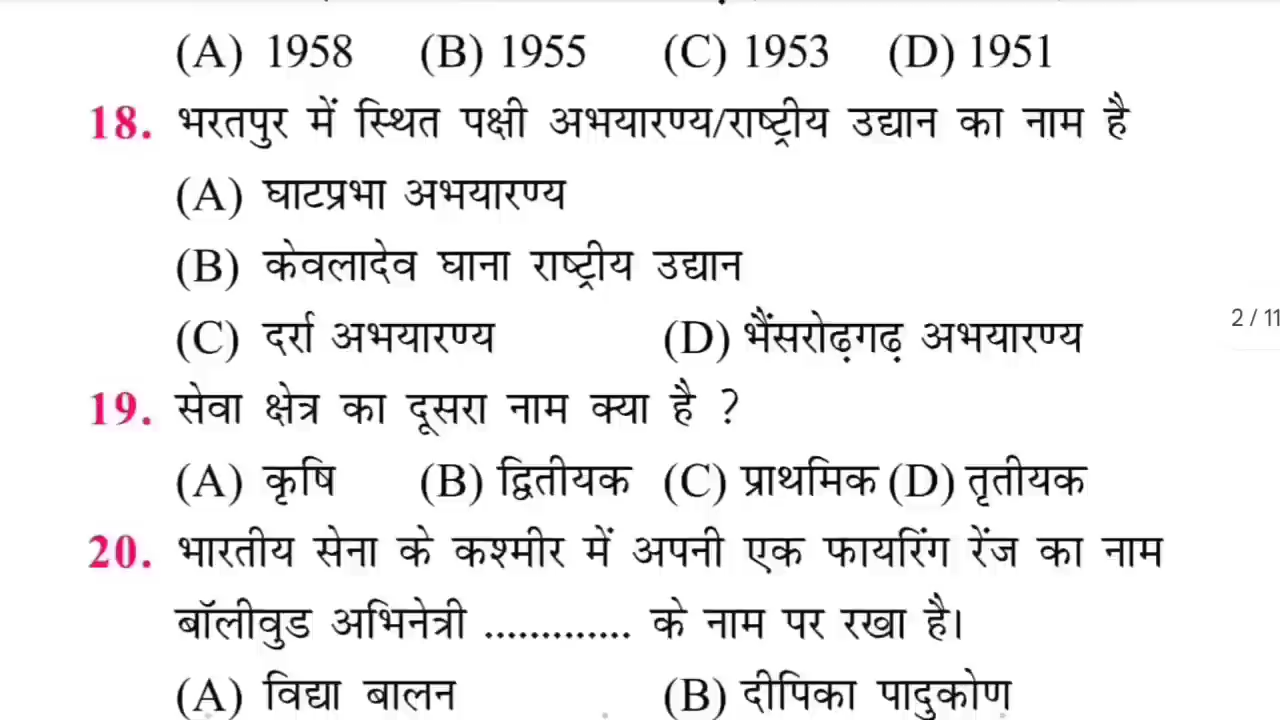 (A) 1958 (B) 1955 (C) 1953 (D) 1951
18. भरतपुर में स्थित पक्षी अभयारण्य/राष्ट्रीय उद्यान का नाम है
(A) घाटप्रभा अभयारण्य
(B) केवलादेव घाना राष्ट्रीय उद्यान
(C) दर्रा अभयारण्य (D) भैंसरोढ़गढ़ अभयारण्य
2 / 11
19. सेवा क्षेत्र का दूसरा नाम क्या है ?
(A) कृषि (B) द्वितीयक (C) प्राथमिक (D) तृतीयक
20. भारतीय सेना के कश्मीर में अपनी एक फायरिंग रेंज का नाम
बॉलीवुड अभिनेत्री ............. के नाम पर रखा है।
(A) विद्या बालन (B) दीपिका पादुकोण